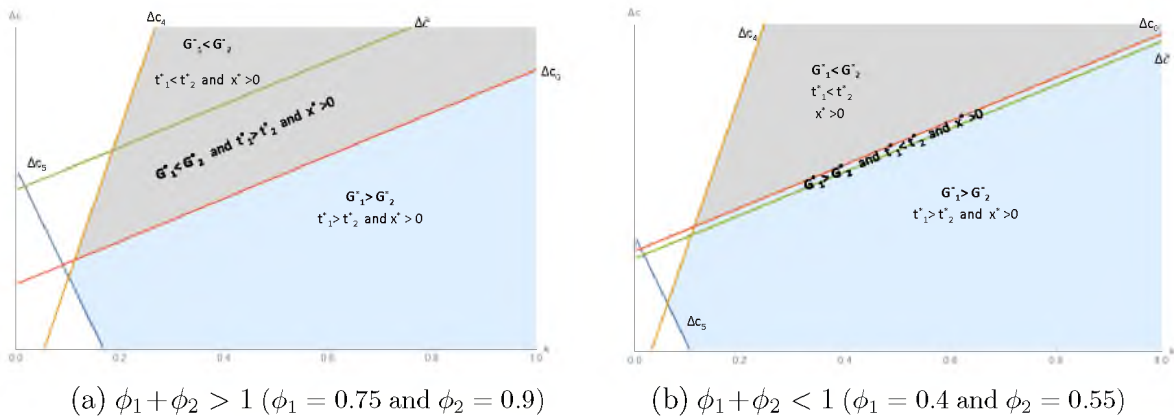 Δc
Δc₄
Δc̃
G*₁<G*₂
t*₁<t*₂ and x*>0
Δc₀
G*₁<G*₂ and t*₁>t*₂ and x*>0
Δc₅
G*₁>G*₂
t*₁>t*₂ and x*>0
0.0 0.2 0.4 0.6 0.8 1.0
(a) ϕ₁+ϕ₂ > 1 (ϕ₁ = 0.75 and ϕ₂ = 0.9)
Δc
Δc₄
Δc₀
Δc̃
G*₁<G*₂
t*₁<t*₂
x*>0
G*₁>G*₂ and t*₁<t*₂ and x*>0
G*₁>G*₂
t*₁>t*₂ and x*>0
Δc₅
0.0 0.2 0.4 0.6 0.8 1.0
(b) ϕ₁+ϕ₂ < 1 (ϕ₁ = 0.4 and ϕ₂ = 0.55)